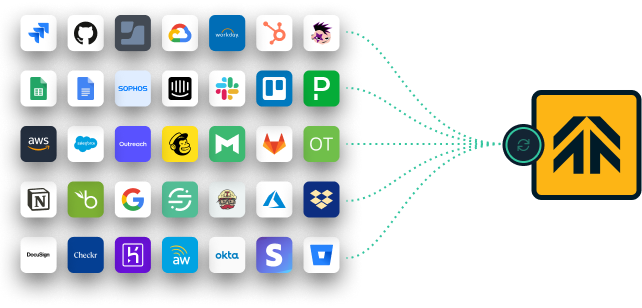 workday.
SOPHOS
aws
salesforce
Outreach
OT
N
b
G
DocuSign
Checkr
aw
okta
S